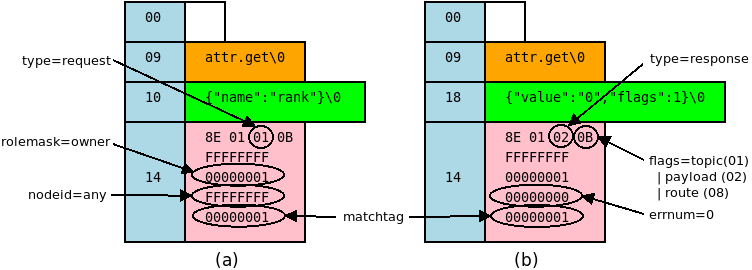 00
09 attr.get\0
type=request
10 {"name":"rank"}\0
8E 01 01 0B
FFFFFFFF
rolemask=owner
14 00000001
nodeid=any FFFFFFFF
00000001
(a)
matchtag
00
09 attr.get\0
type=response
18 {"value":"0","flags":1}\0
8E 01 02 0B
FFFFFFFF
14 00000001
00000000
00000001
flags=topic(01)
| payload (02)
| route (08)
errnum=0
(b)